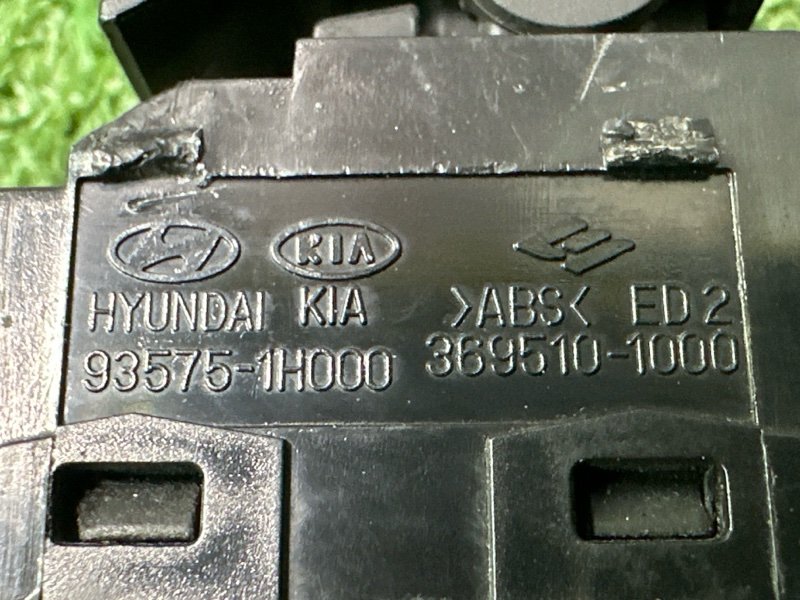 KIA
HYUNDAI KIA >ABS< ED2
93575-1H000 369510-1000